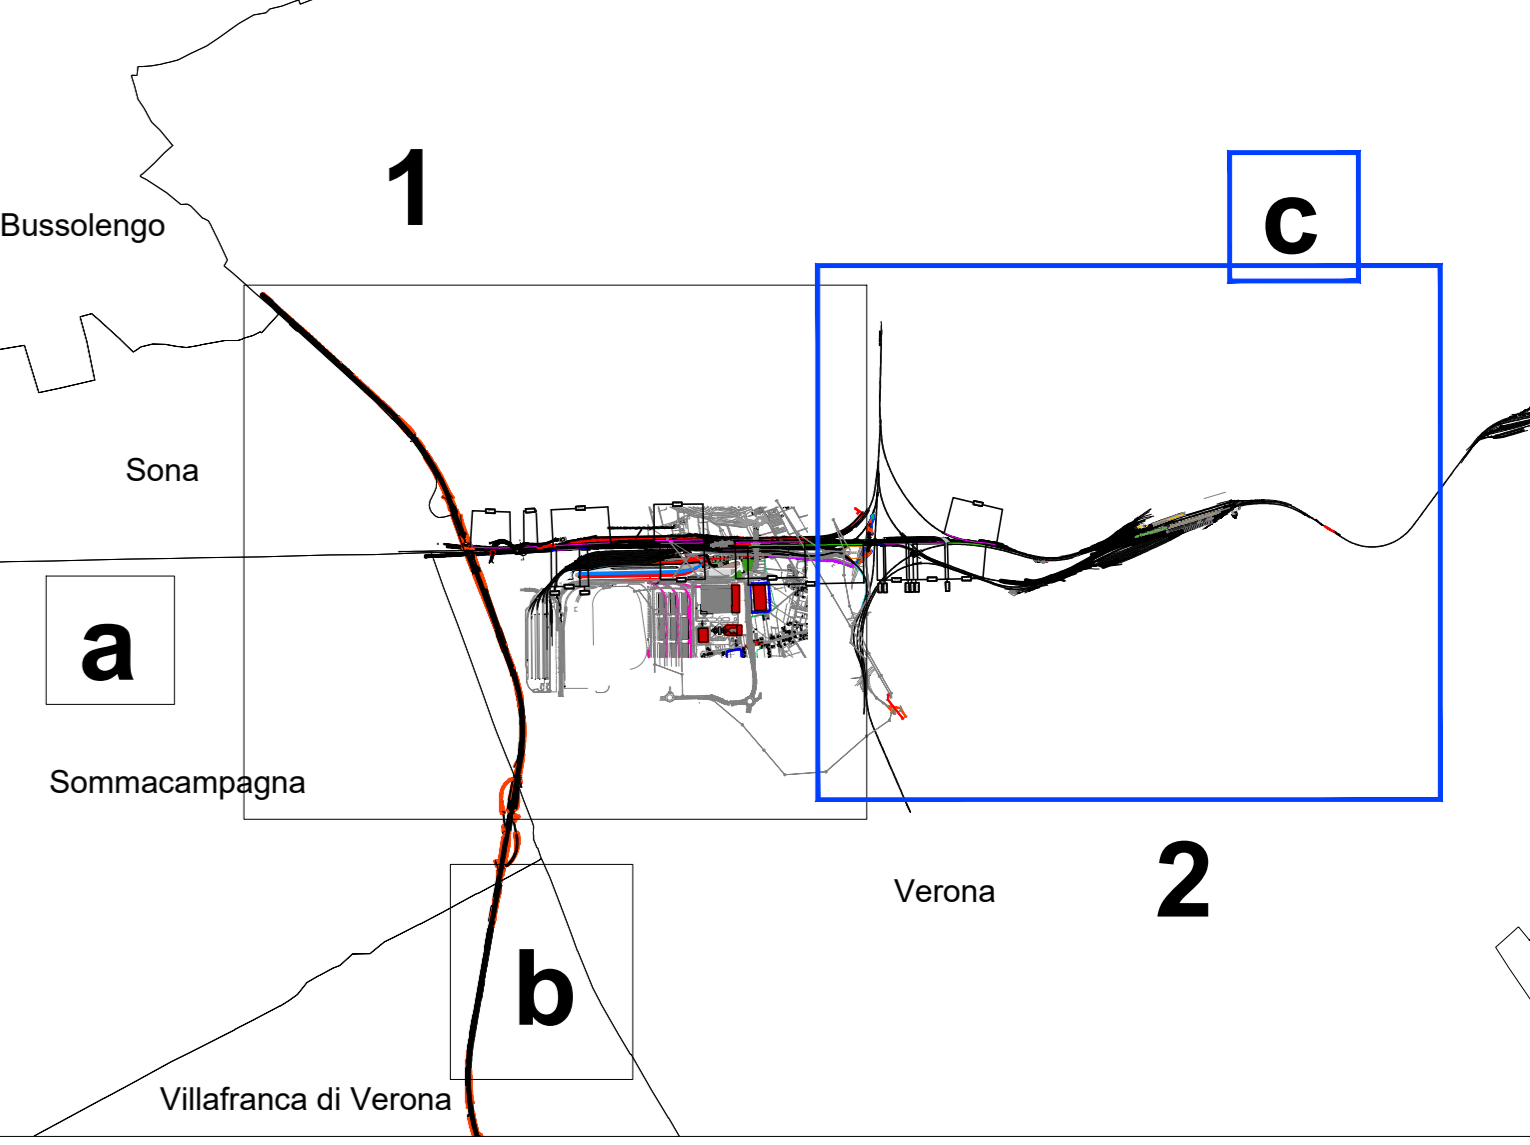 1
c
Bussolengo
Sona
a
Sommacampagna
2
Verona
b
Villafranca di Verona